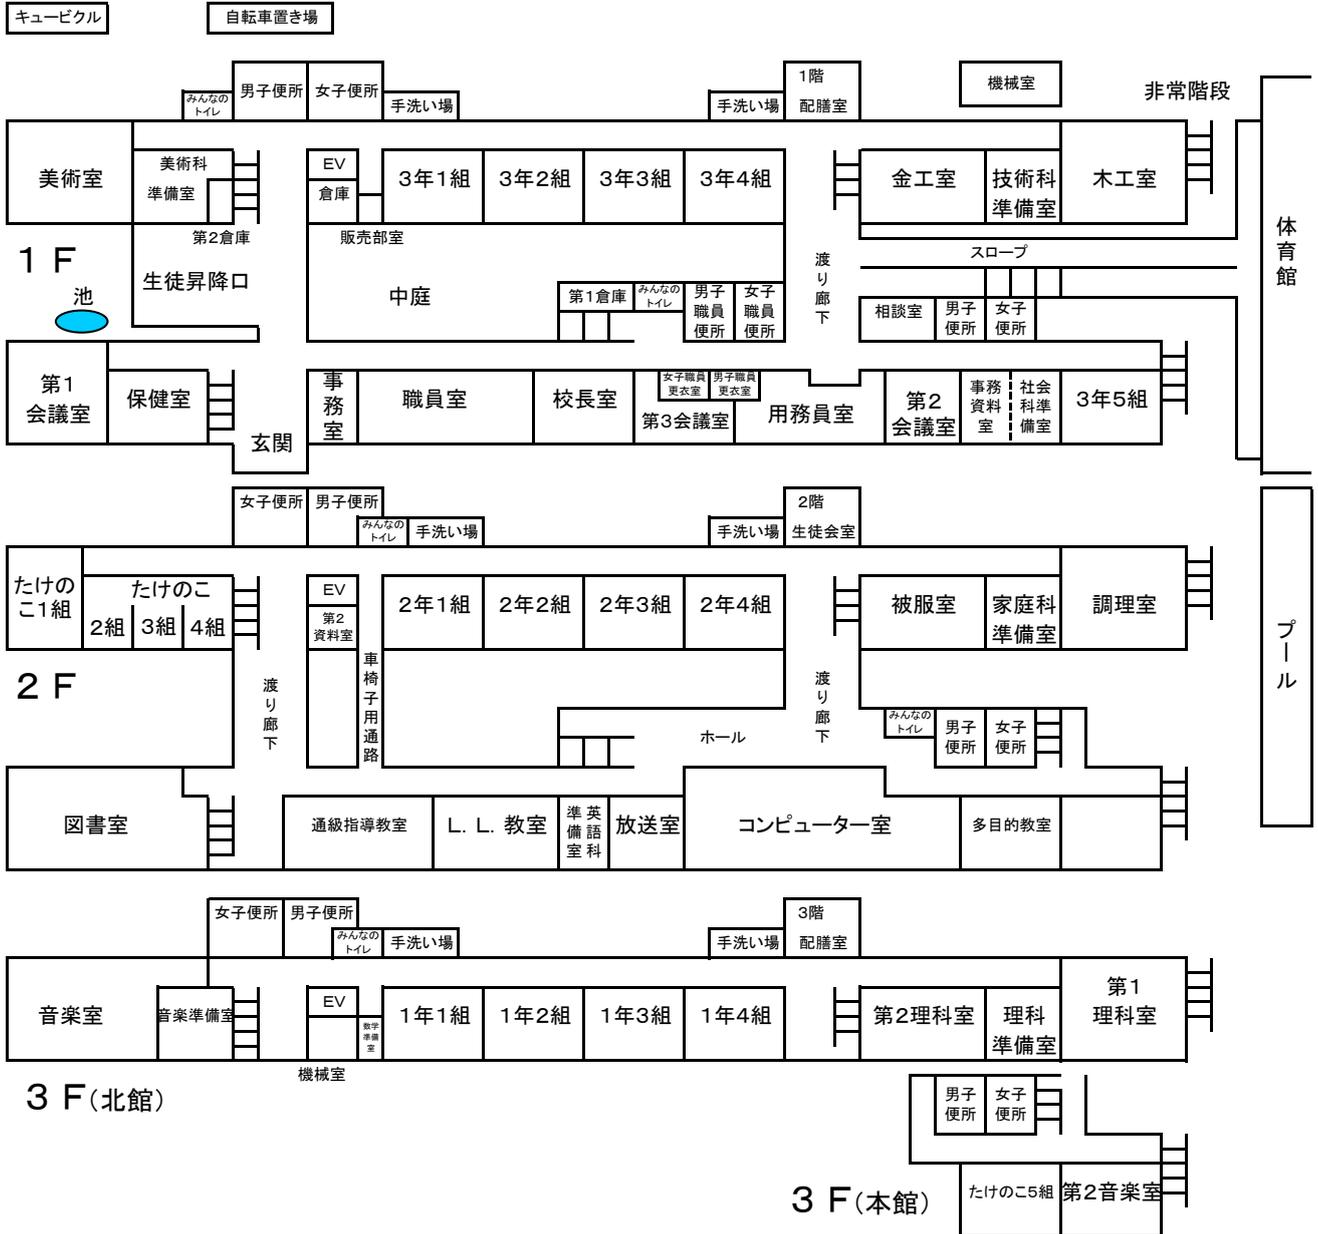 キュービクル
自転車置き場
みんなの
トイレ
男子便所
女子便所
手洗い場
手洗い場
1階
配膳室
機械室
非常階段
美術室
美術科
準備室
第2倉庫
EV
倉庫
販売部室
3年1組
3年2組
3年3組
3年4組
金工室
技術科
準備室
木工室
体育館
1F
池
生徒昇降口
中庭
第1倉庫
みんなの
トイレ
男子
職員
便所
女子
職員
便所
渡り廊下
スロープ
相談室
男子
便所
女子
便所
第1
会議室
保健室
玄関
事務室
職員室
校長室
女子職員
更衣室
男子職員
更衣室
第3会議室
用務員室
第2
会議室
事務
資料
室
社会
科準
備室
3年5組
女子便所
男子便所
みんなの
トイレ
手洗い場
手洗い場
2階
生徒会室
たけの
こ1組
たけのこ
2組
3組
4組
EV
第2
資料室
車椅子用通路
2年1組
2年2組
2年3組
2年4組
被服室
家庭科
準備室
調理室
プール
2F
渡り廊下
ホール
渡り廊下
みんなの
トイレ
男子
便所
女子
便所
図書室
通級指導教室
L.L.教室
英語科
準備室
放送室
コンピューター室
多目的教室
女子便所
男子便所
みんなの
トイレ
手洗い場
手洗い場
3階
配膳室
音楽室
音楽準備室
EV
機械室
数学
準備
室
1年1組
1年2組
1年3組
1年4組
第2理科室
理科
準備室
第1
理科室
3F(北館)
男子
便所
女子
便所
3F(本館)
たけのこ5組
第2音楽室